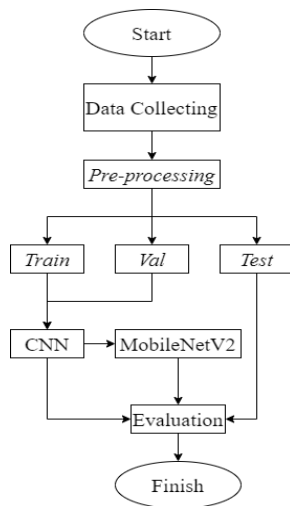 Start
Data Collecting
Pre-processing
Train
Val
Test
CNN
MobileNetV2
Evaluation
Finish